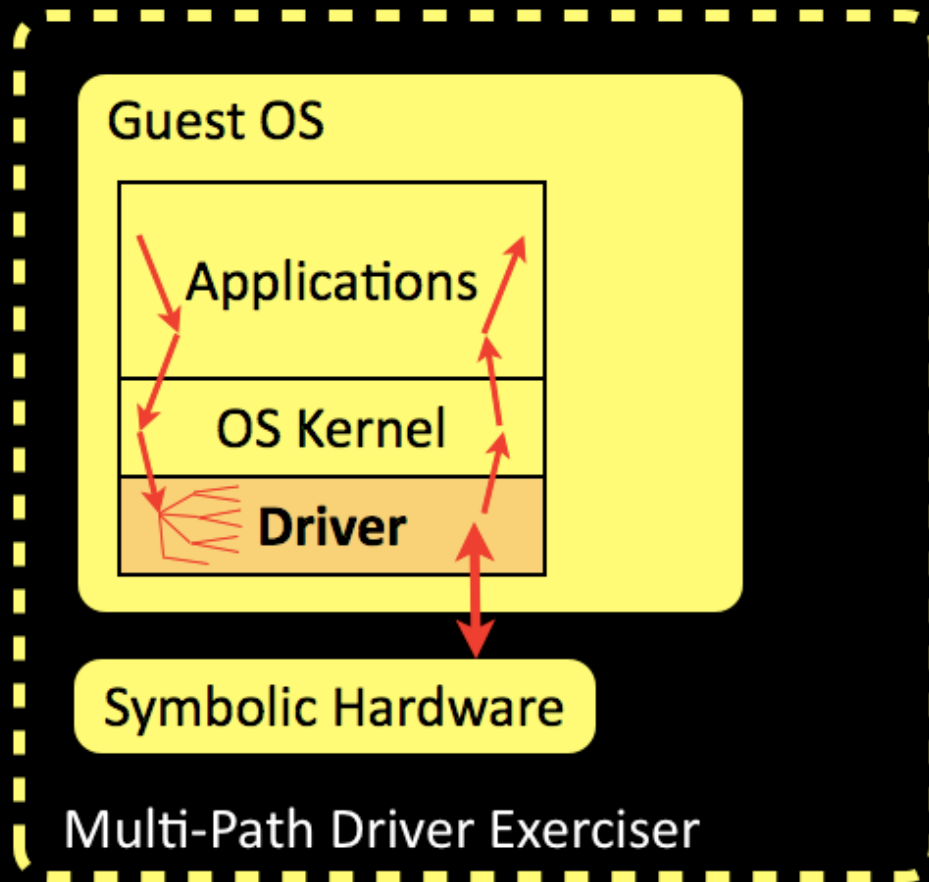 Guest OS
Applications
OS Kernel
Driver
Symbolic Hardware
Multi-Path Driver Exerciser